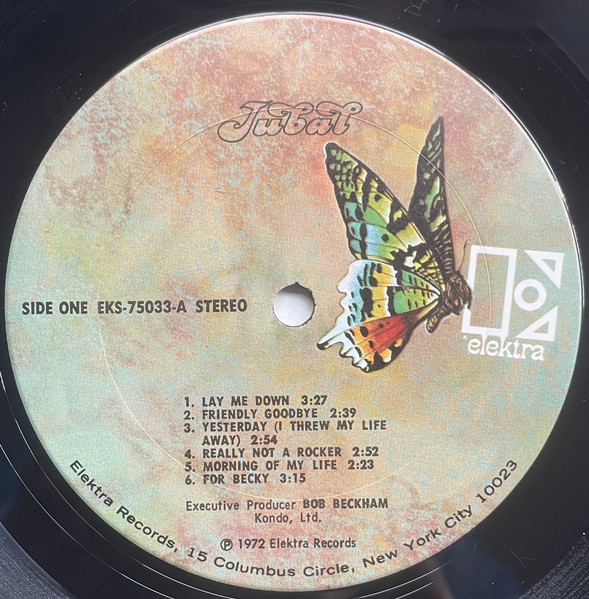 Jubal
SIDE ONE EKS-75033-A STEREO
elektra
1. LAY ME DOWN 3:27
2. FRIENDLY GOODBYE 2:39
3. YESTERDAY (I THREW MY LIFE
AWAY) 2:54
4. REALLY NOT A ROCKER 2:52
5. MORNING OF MY LIFE 2:23
6. FOR BECKY 3:15
Executive Producer BOB BECKHAM
Kondo, Ltd.
℗ 1972 Elektra Records
Elektra Records, 15 Columbus Circle, New York City 10023